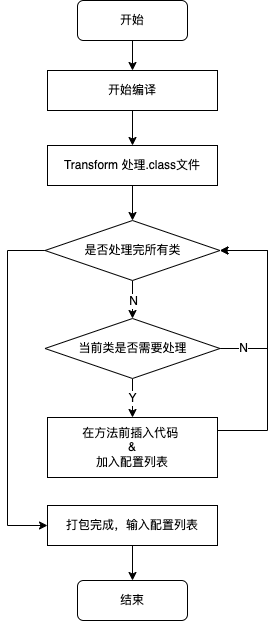 开始
开始编译
Transform 处理.class文件
是否处理完所有类
N
当前类是否需要处理
N
Y
在方法前插入代码
&
加入配置列表
打包完成，输入配置列表
结束